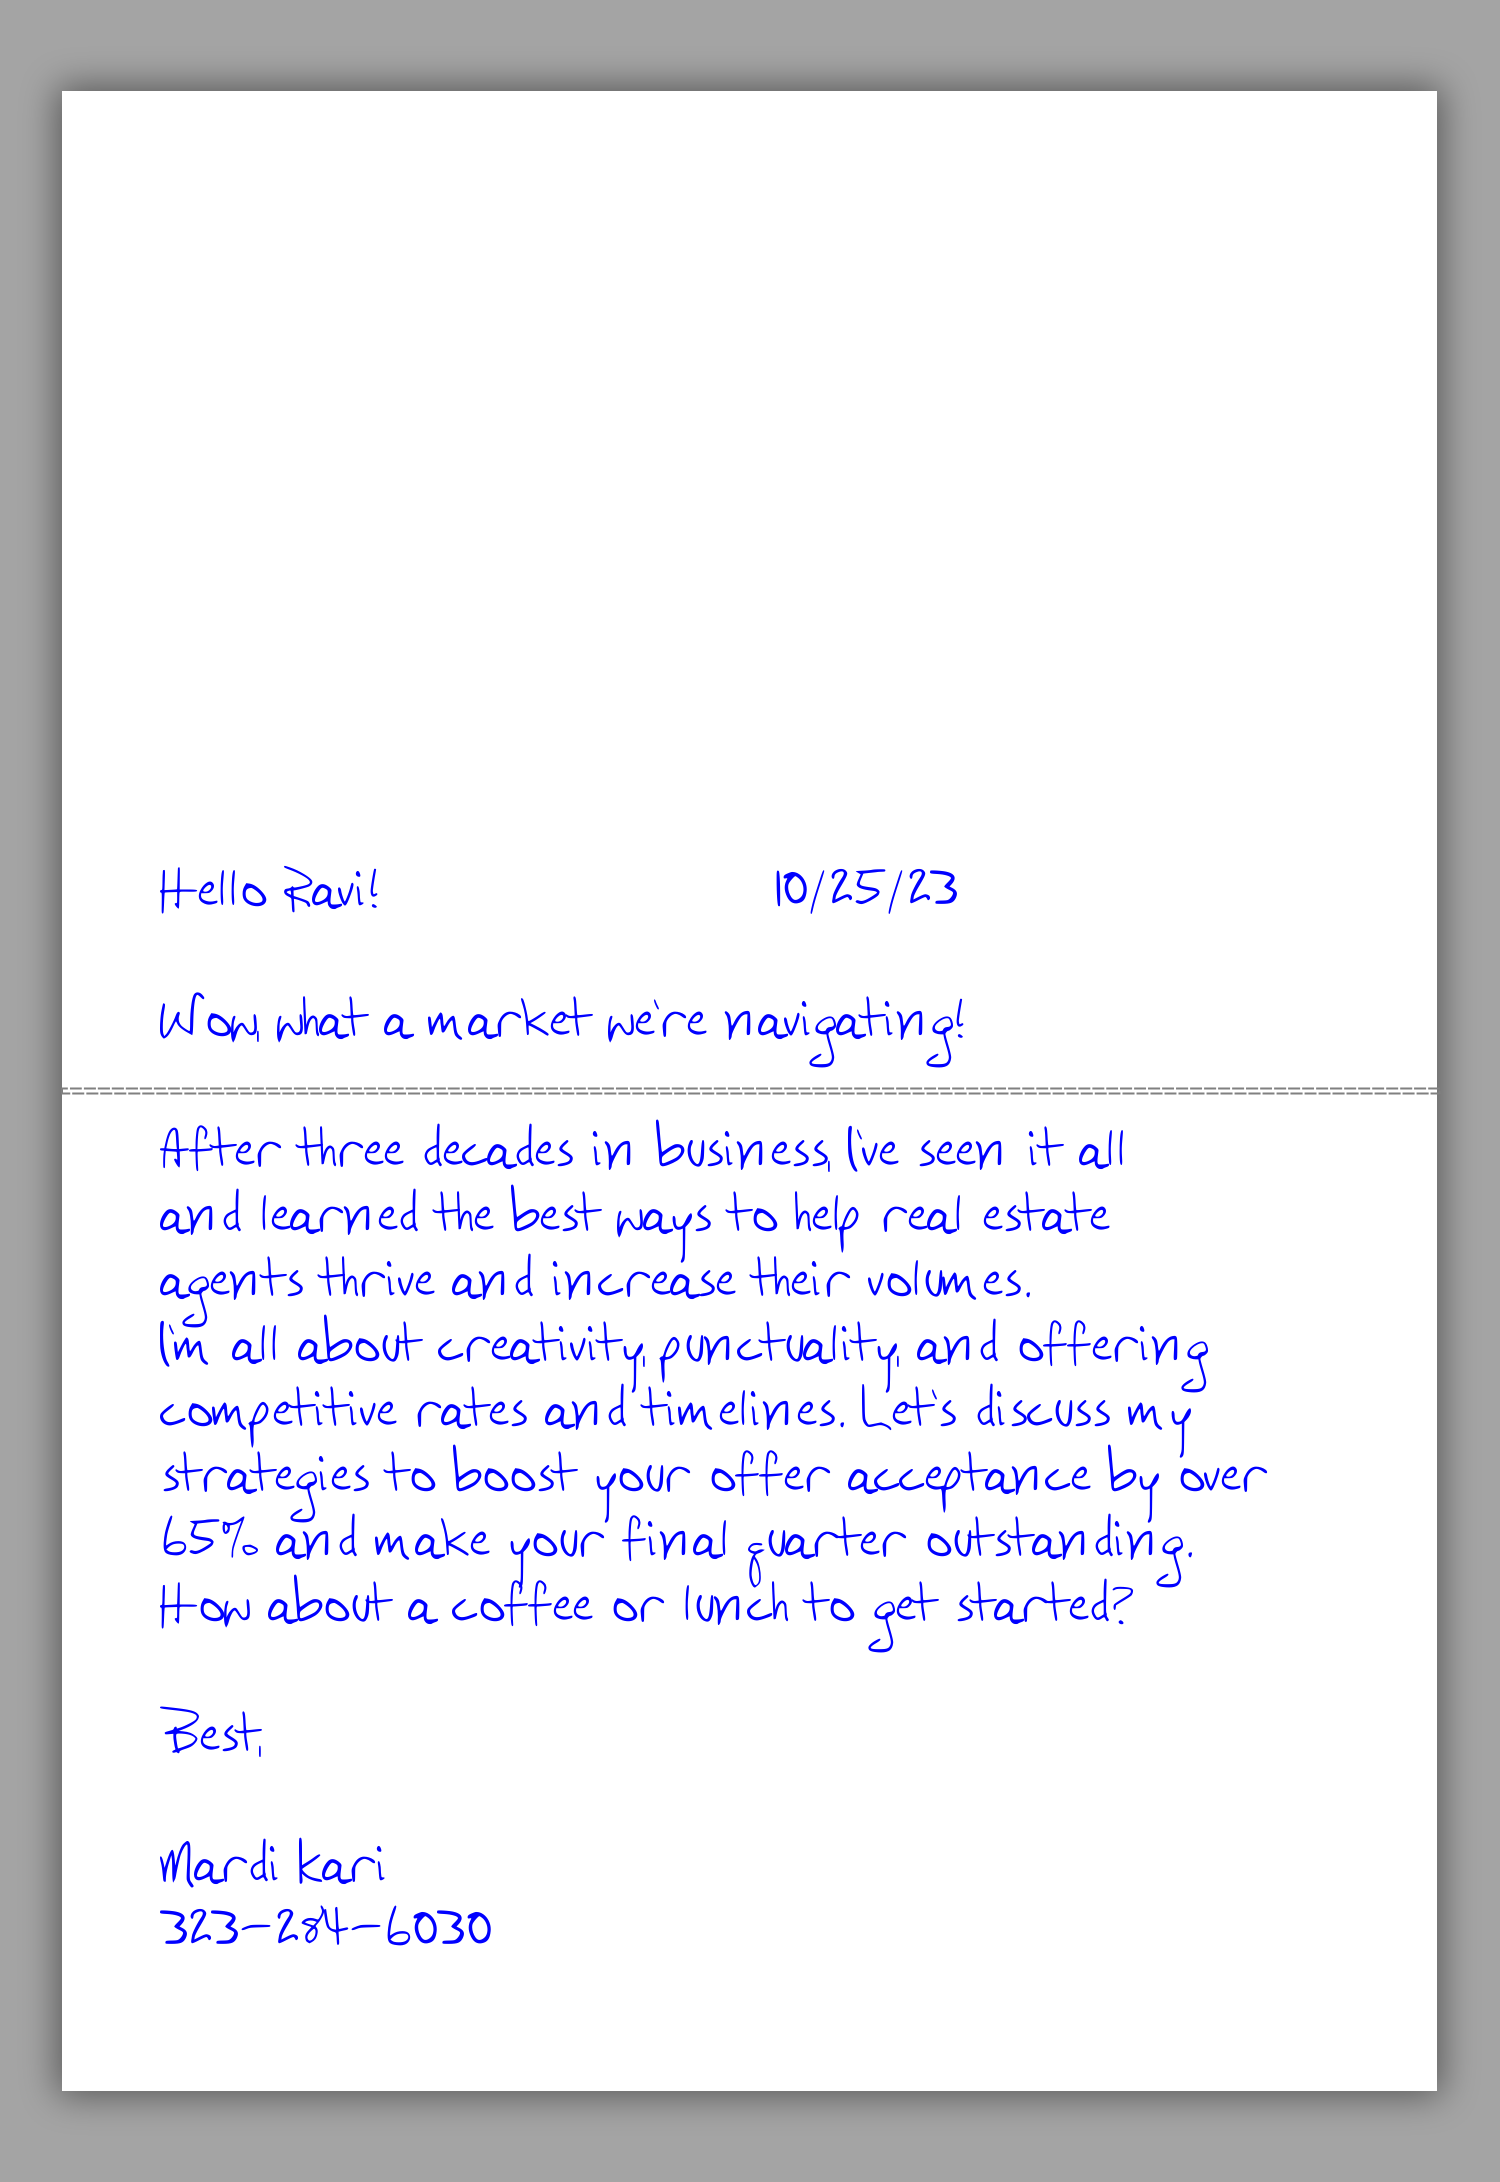 Hello Ravi! 10/25/23
Wow, what a market we're navigating!
After three decades in business, I've seen it all
and learned the best ways to help real estate
agents thrive and increase their volumes.
I'm all about creativity, punctuality, and offering
competitive rates and timelines. Let's discuss my
strategies to boost your offer acceptance by over
65% and make your final quarter outstanding.
How about a coffee or lunch to get started?
Best,
Mardi Kari
323-284-6030